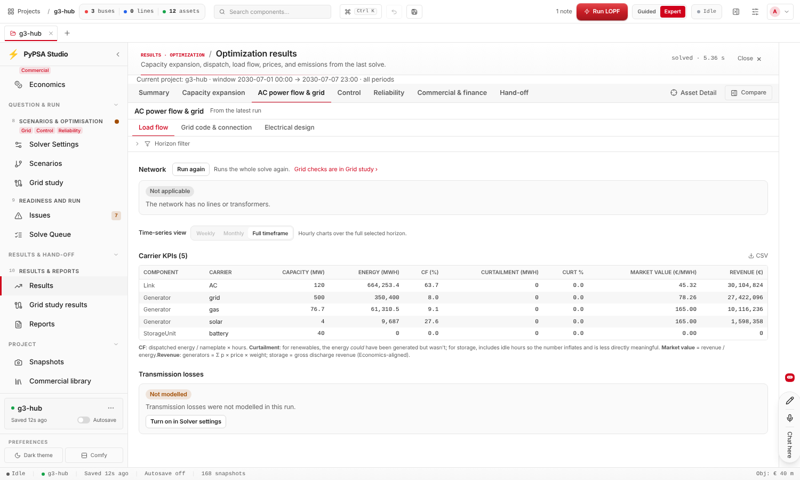 Projects / g3-hub
3 buses 0 lines 12 assets
Search components...
⌘ Ctrl K
1 note
Run LOPF
Guided Expert
Idle
A
g3-hub
PyPSA Studio
Commercial
Economics
QUESTION & RUN
SCENARIOS & OPTIMISATION
Grid Control Reliability
Solver Settings
Scenarios
Grid study
READINESS AND RUN
Issues 7
Solve Queue
RESULTS & HAND-OFF
10 RESULTS & REPORTS
Results
Grid study results
Reports
PROJECT
Snapshots
Commercial library
g3-hub
Saved 12s ago Autosave
PREFERENCES
Dark theme Comfy
RESULTS · OPTIMIZATION / Optimization results
Capacity expansion, dispatch, load flow, prices, and emissions from the last solve.
solved · 5.36 s Close
Current project: g3-hub · window 2030-07-01 00:00 → 2030-07-07 23:00 · all periods
Summary Capacity expansion AC power flow & grid Control Reliability Commercial & finance Hand-off Asset Detail Compare
AC power flow & grid From the latest run
Load flow Grid code & connection Electrical design
Horizon filter
Network Run again Runs the whole solve again. Grid checks are in Grid study ›
Not applicable
The network has no lines or transformers.
Time-series view Weekly Monthly Full timeframe Hourly charts over the full selected horizon.
Carrier KPIs (5) CSV
COMPONENT CARRIER CAPACITY (MW) ENERGY (MWH) CF (%) CURTAILMENT (MWH) CURT % MARKET VALUE (€/MWH) REVENUE (€)
Link AC 120 664,253.4 63.7 0 0.0 45.32 30,104,824
Generator grid 500 350,400 8.0 0 0.0 78.26 27,422,096
Generator gas 76.7 61,310.5 9.1 0 0.0 165.00 10,116,236
Generator solar 4 9,687 27.6 0 0.0 165.00 1,598,358
StorageUnit battery 40 0 0.0 0 0.0 0.00 0
CF: dispatched energy / nameplate × hours. Curtailment: for renewables, the energy could have been generated but wasn't; for storage, includes idle hours so the number inflates and is less directly meaningful. Market value = revenue /
energy.Revenue: generators = Σ p × price × weight; storage = gross discharge revenue (Economics-aligned).
Transmission losses
Not modelled
Transmission losses were not modelled in this run.
Turn on in Solver settings
Chat here
Idle g3-hub Saved 12s ago Autosave off 168 snapshots Obj: € 40 m